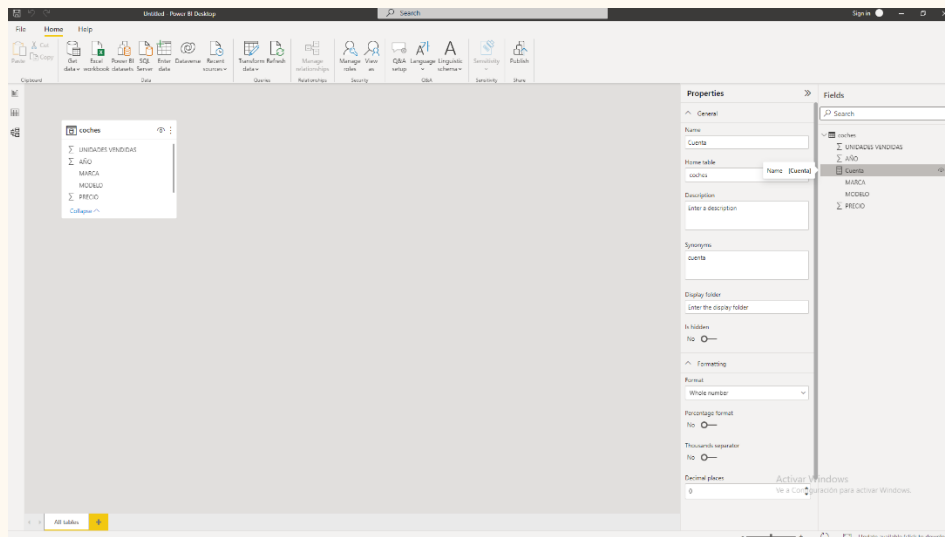 Untitled - Power BI Desktop
Search
Sign in
File Home Help
Paste
Cut
Copy
Get data
Excel workbook
Power BI datasets
SQL Server
Enter data
Dataverse
Recent sources
Transform data
Refresh
Manage relationships
Manage roles
View as
Q&A setup
Language
Linguistic schema
Sensitivity
Publish
Clipboard
Data
Queries
Relationships
Security
Q&A
Sensitivity
Share
coches
UNIDADES VENDIDAS
AÑO
MARCA
MODELO
PRECIO
Collapse
All tables
Properties
General
Name
Cuenta
Home table
coches
Name [Cuenta]
Description
Enter a description
Synonyms
cuenta
Display folder
Enter the display folder
Is hidden
No
Formatting
Format
Whole number
Percentage format
No
Thousands separator
No
Decimal places
0
Fields
Search
coches
UNIDADES VENDIDAS
AÑO
Cuenta
MARCA
MODELO
PRECIO
Activar Windows
Ve a Configuración para activar Windows.
Update available (click to